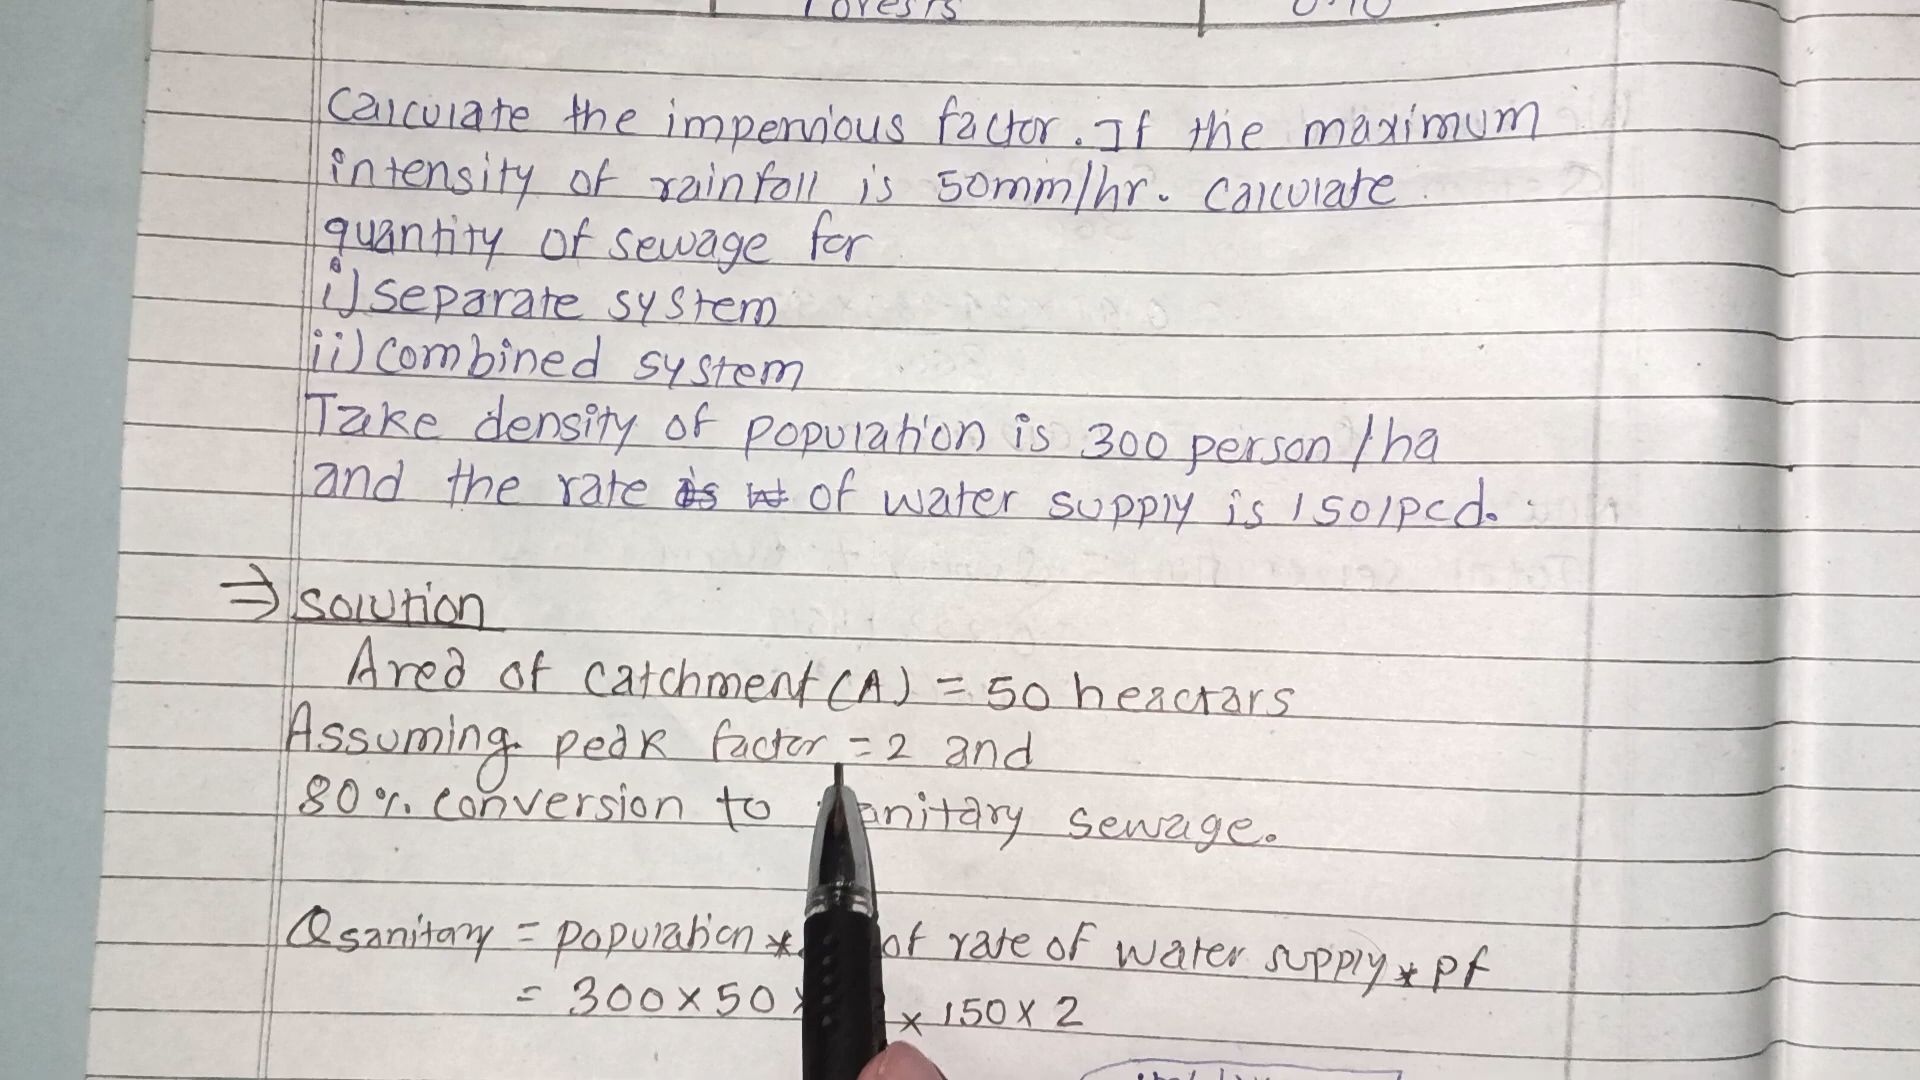 Forests 0.10
Calculate the impervious factor. If the maximum
intensity of rainfall is 50mm/hr. Calculate
quantity of sewage for
i) separate system
ii) combined system
Take density of population is 300 person/ha
and the rate of water supply is 150lpcd.
⇒ Solution
Area of catchment (A) = 50 heactars
Assuming peak factor = 2 and
80% conversion to sewage.
Qsanitary = population * of rate of water supply * pf
= 300 × 50 × × 150 × 2